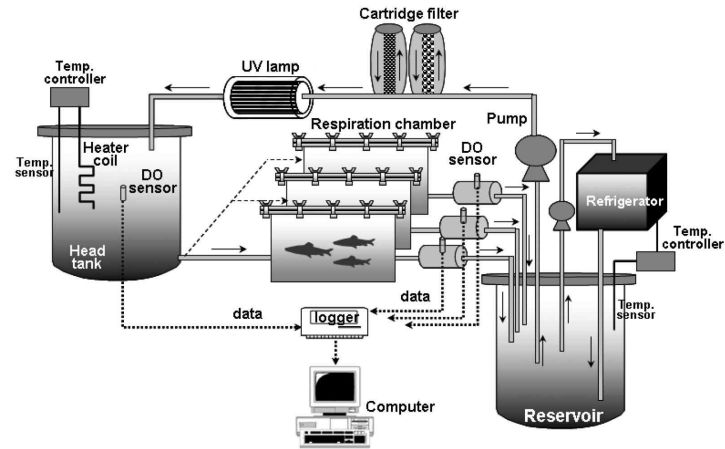 Cartridge filter
Temp.
controller
UV lamp
Pump
Respiration chamber
Heater
coil
DO
sensor
Temp.
sensor
DO
sensor
Refrigerator
Temp.
controller
Head
tank
Temp.
sensor
data
data
logger
Computer
Reservoir